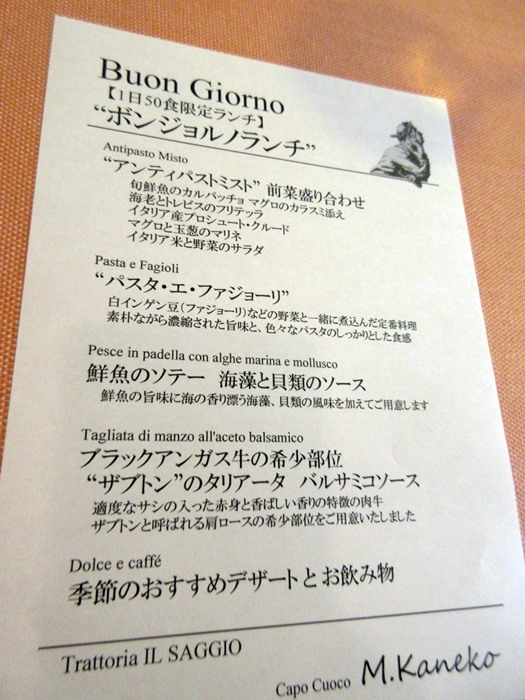 Buon Giorno
【1日50食限定ランチ】
“ボンジョルノランチ”
Antipasto Misto
“アンティパストミスト” 前菜盛り合わせ
旬鮮魚のカルパッチョ マグロのカラスミ添え
海老とトレビスのフリテッラ
イタリア産プロシュート・クルード
マグロと玉葱のマリネ
イタリア米と野菜のサラダ
Pasta e Fagioli
“パスタ・エ・ファジョーリ”
白インゲン豆(ファジョーリ)などの野菜と一緒に煮込んだ定番料理
素朴ながら濃縮された旨味と、色々なパスタのしっかりとした食感
Pesce in padella con alghe marina e mollusco
鮮魚のソテー 海藻と貝類のソース
鮮魚の旨味に海の香り漂う海藻、貝類の風味を加えてご用意します
Tagliata di manzo all'aceto balsamico
ブラックアンガス牛の希少部位
“ザブトン”のタリアータ バルサミコソース
適度なサシの入った赤身と香ばしい香りの特徴の肉牛
ザブトンと呼ばれる肩ロースの希少部位をご用意いたしました
Dolce e caffé
季節のおすすめデザートとお飲み物
Trattoria IL SAGGIO
Capo Cuoco M.Kaneko